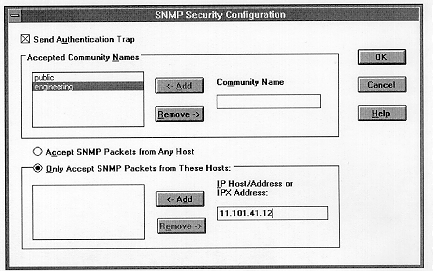 SNMP Security Configuration
Send Authentication Trap
Accepted Community Names
public
engineering
<- Add
Remove ->
Community Name
OK
Cancel
Help
Accept SNMP Packets from Any Host
Only Accept SNMP Packets from These Hosts:
<- Add
Remove ->
IP Host/Address or
IPX Address:
11.101.41.12